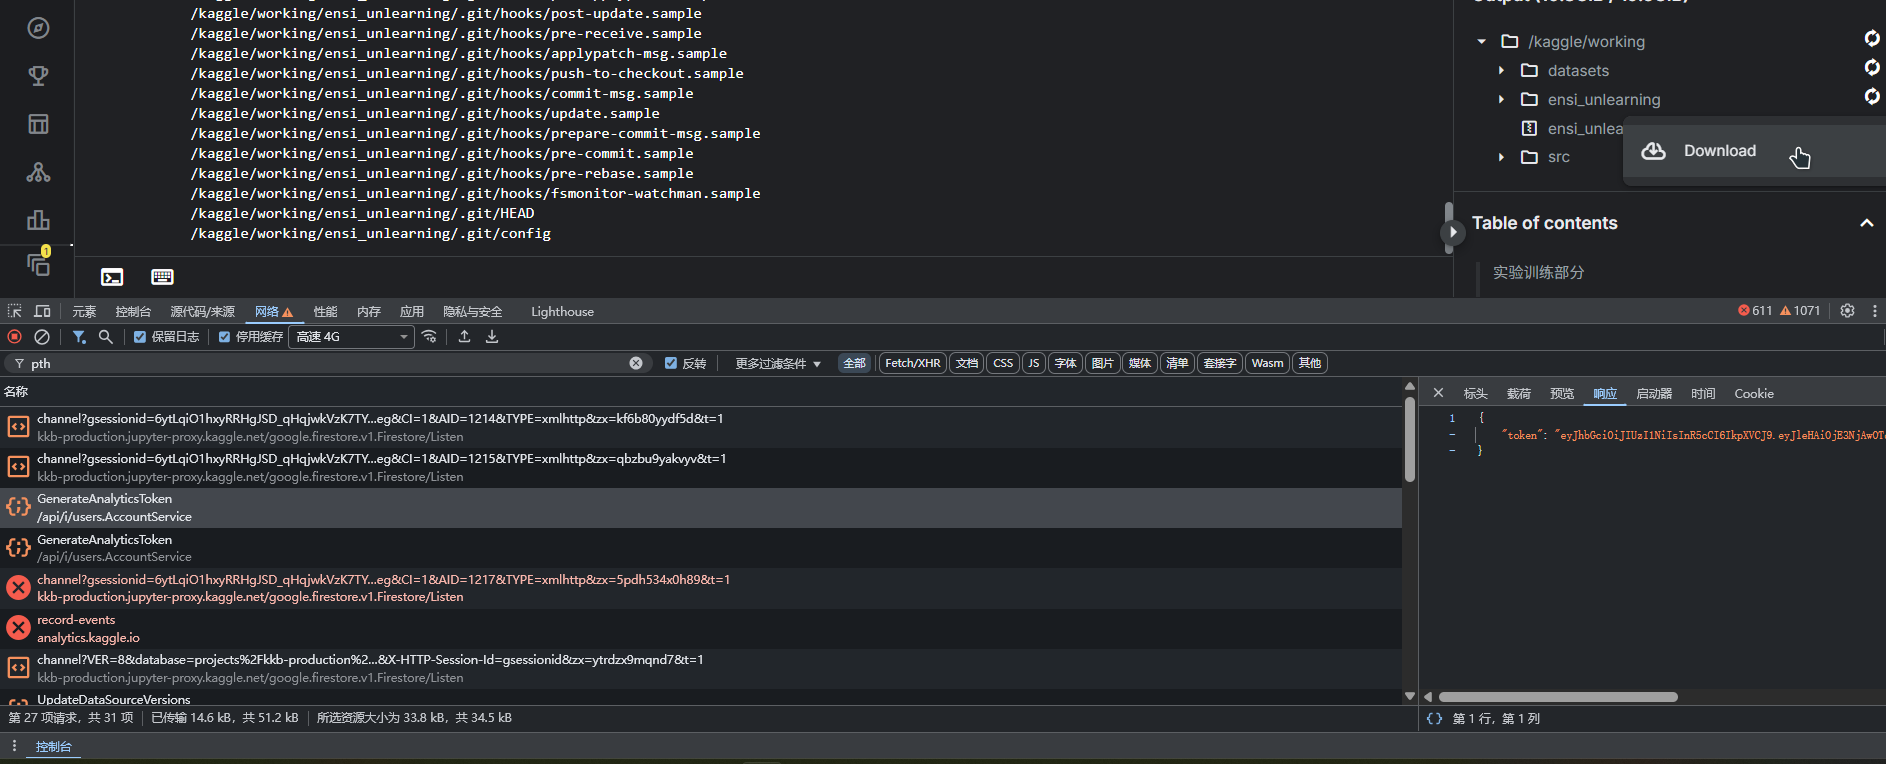 /kaggle/working/ensi_unlearning/.git/hooks/post-update.sample
/kaggle/working/ensi_unlearning/.git/hooks/pre-receive.sample
/kaggle/working/ensi_unlearning/.git/hooks/applypatch-msg.sample
/kaggle/working/ensi_unlearning/.git/hooks/push-to-checkout.sample
/kaggle/working/ensi_unlearning/.git/hooks/commit-msg.sample
/kaggle/working/ensi_unlearning/.git/hooks/update.sample
/kaggle/working/ensi_unlearning/.git/hooks/prepare-commit-msg.sample
/kaggle/working/ensi_unlearning/.git/hooks/pre-commit.sample
/kaggle/working/ensi_unlearning/.git/hooks/pre-rebase.sample
/kaggle/working/ensi_unlearning/.git/hooks/fsmonitor-watchman.sample
/kaggle/working/ensi_unlearning/.git/HEAD
/kaggle/working/ensi_unlearning/.git/config
1
/kaggle/working
datasets
ensi_unlearning
ensi_unlea
src
Download
Table of contents
实验训练部分
元素 控制台 源代码/来源 网络 性能 内存 应用 隐私与安全 Lighthouse 611 1071
保留日志 停用缓存 高速 4G
pth 反转 更多过滤条件 全部 Fetch/XHR 文档 CSS JS 字体 图片 媒体 清单 套接字 Wasm 其他
名称
channel?gsessionid=6ytLqiO1hxyRRHgJSD_qHqjwkVzK7TY...eg&CI=1&AID=1214&TYPE=xmlhttp&zx=kf6b80yydf5d&t=1
kkb-production.jupyter-proxy.kaggle.net/google.firestore.v1.Firestore/Listen
channel?gsessionid=6ytLqiO1hxyRRHgJSD_qHqjwkVzK7TY...eg&CI=1&AID=1215&TYPE=xmlhttp&zx=qbzbu9yakvyv&t=1
kkb-production.jupyter-proxy.kaggle.net/google.firestore.v1.Firestore/Listen
GenerateAnalyticsToken
/api/i/users.AccountService
GenerateAnalyticsToken
/api/i/users.AccountService
channel?gsessionid=6ytLqiO1hxyRRHgJSD_qHqjwkVzK7TY...eg&CI=1&AID=1217&TYPE=xmlhttp&zx=5pdh534x0h89&t=1
kkb-production.jupyter-proxy.kaggle.net/google.firestore.v1.Firestore/Listen
record-events
analytics.kaggle.io
channel?VER=8&database=projects%2Fkkb-production%2...&X-HTTP-Session-Id=gsessionid&zx=ytrdzx9mqnd7&t=1
kkb-production.jupyter-proxy.kaggle.net/google.firestore.v1.Firestore/Listen
UpdateDataSourceVersions
第 27 项请求，共 31 项 已传输 14.6 kB，共 51.2 kB 所选资源大小为 33.8 kB，共 34.5 kB
标头 载荷 预览 响应 启动器 时间 Cookie
1 {
- "token": "eyJhbGciOiJIUzI1NiIsInR5cCI6IkpXVCJ9.eyJleHAiOjE3NjAwOT
- }
{} 第 1 行，第 1 列
控制台